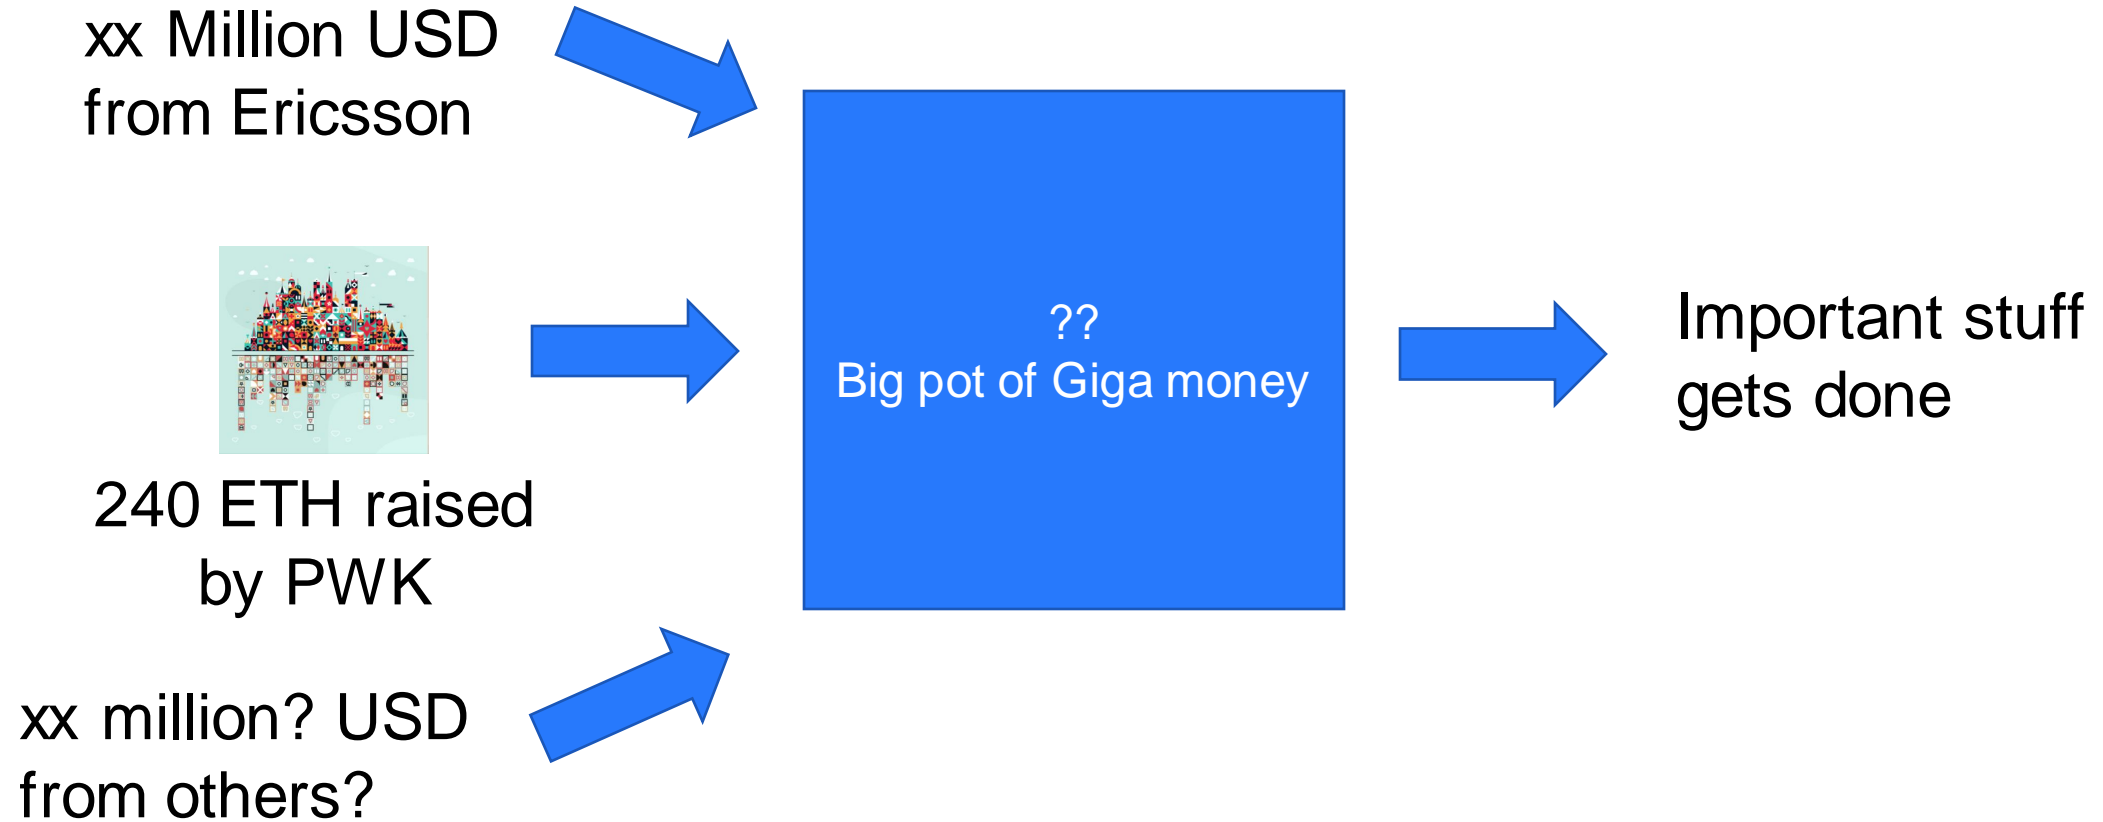 xx Million USD
from Ericsson
240 ETH raised
by PWK
xx million? USD
from others?
??
Big pot of Giga money
Important stuff
gets done